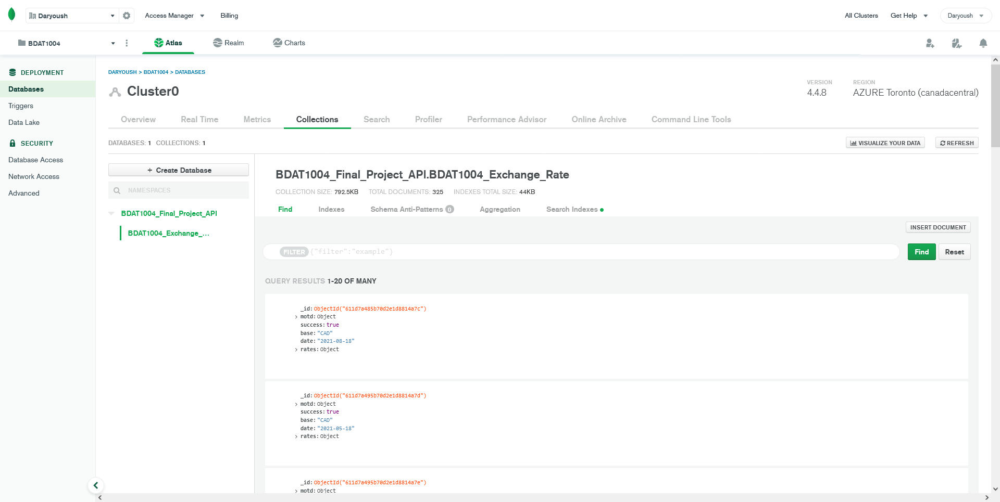 Daryoush
Access Manager
Billing
All Clusters
Get Help
Daryoush
BDAT1004
Atlas
Realm
Charts
DEPLOYMENT
Databases
Triggers
Data Lake
SECURITY
Database Access
Network Access
Advanced
DARYOUSH > BDAT1004 > DATABASES
Cluster0
VERSION
4.4.8
REGION
AZURE Toronto (canadacentral)
Overview
Real Time
Metrics
Collections
Search
Profiler
Performance Advisor
Online Archive
Command Line Tools
DATABASES: 1 COLLECTIONS: 1
VISUALIZE YOUR DATA
REFRESH
+ Create Database
NAMESPACES
BDAT1004_Final_Project_API
BDAT1004_Exchange_...
BDAT1004_Final_Project_API.BDAT1004_Exchange_Rate
COLLECTION SIZE: 792.5KB TOTAL DOCUMENTS: 325 INDEXES TOTAL SIZE: 44KB
Find
Indexes
Schema Anti-Patterns 0
Aggregation
Search Indexes
INSERT DOCUMENT
FILTER {"filter":"example"}
Find
Reset
QUERY RESULTS 1-20 OF MANY
_id: ObjectId("611d7a485b70d2e1d8814a7c")
motd: Object
success: true
base: "CAD"
date: "2021-08-18"
rates: Object
_id: ObjectId("611d7a495b70d2e1d8814a7d")
motd: Object
success: true
base: "CAD"
date: "2021-05-18"
rates: Object
_id: ObjectId("611d7a495b70d2e1d8814a7e")
motd: Object